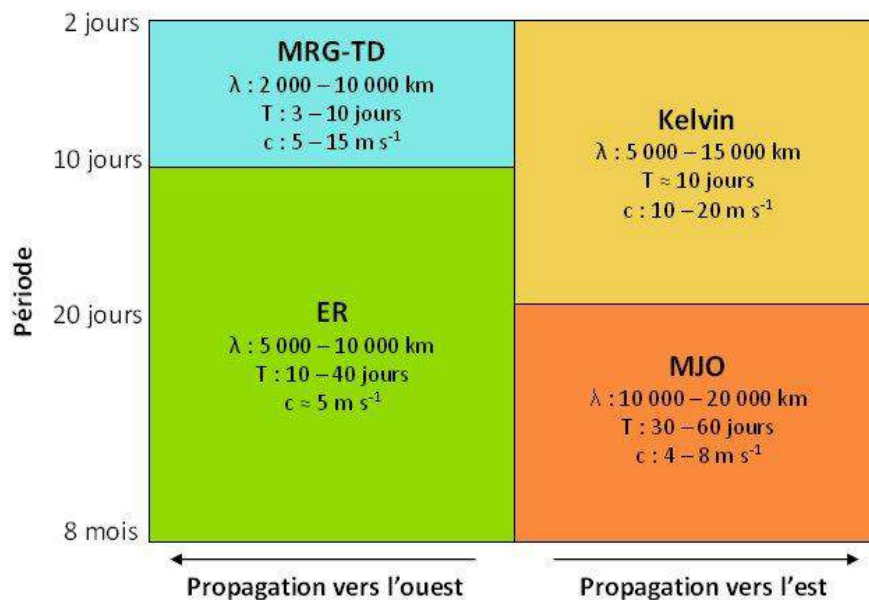 2 jours
MRG-TD
λ : 2 000 – 10 000 km
T : 3 – 10 jours
c : 5 – 15 m s⁻¹
10 jours
Kelvin
λ : 5 000 – 15 000 km
T ≈ 10 jours
c : 10 – 20 m s⁻¹
Période
20 jours
ER
λ : 5 000 – 10 000 km
T : 10 – 40 jours
c ≈ 5 m s⁻¹
MJO
λ : 10 000 – 20 000 km
T : 30 – 60 jours
c : 4 – 8 m s⁻¹
8 mois
Propagation vers l'ouest
Propagation vers l'est